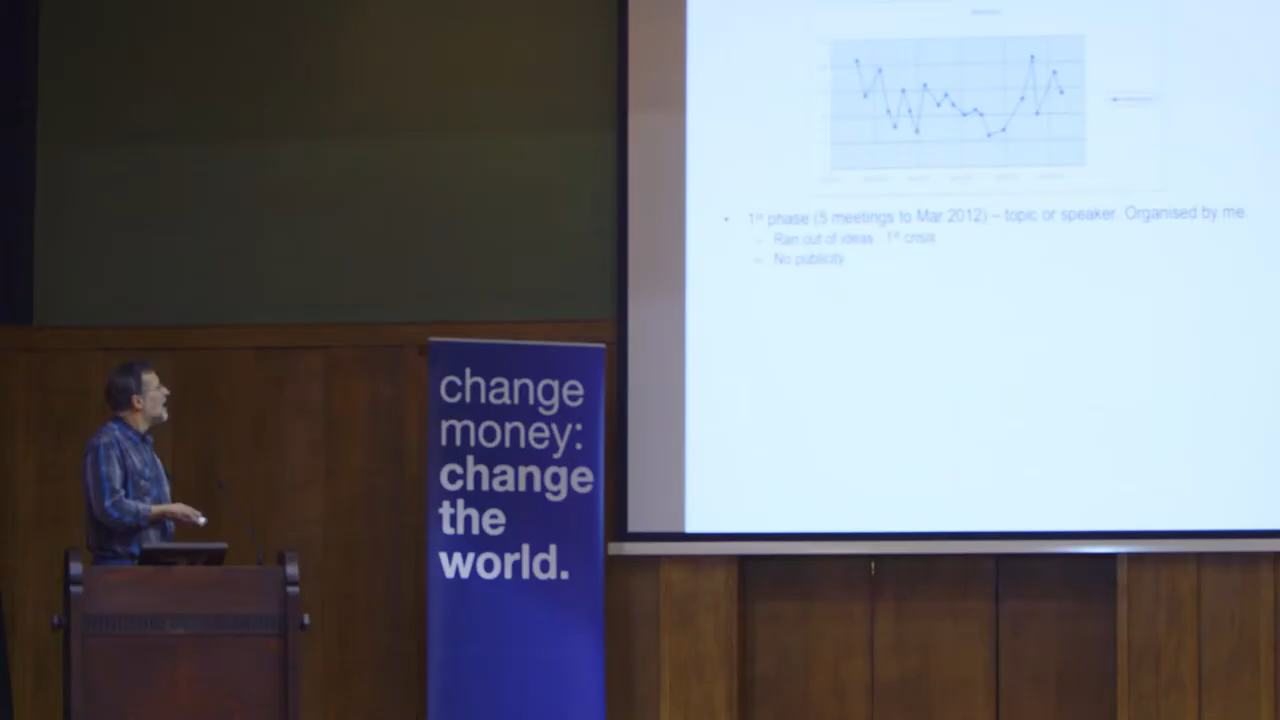 1st phase (5 meetings to Mar 2012) – topic or speaker. Organised by me.
– Ran out of ideas : 1st crisis
– No publicity
change
money:
change
the
world.